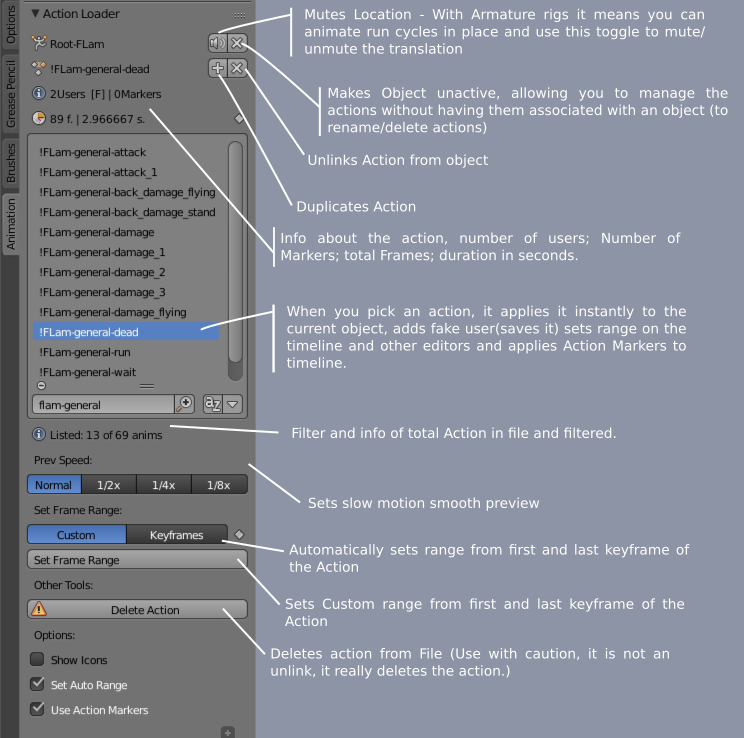 Options
Grease Pencil
Brushes
Animation
Action Loader
Root-FLam
!FLam-general-dead
2Users [F] | 0Markers
89 f. | 2.966667 s.
!FLam-general-attack
!FLam-general-attack_1
!FLam-general-back_damage_flying
!FLam-general-back_damage_stand
!FLam-general-damage
!FLam-general-damage_1
!FLam-general-damage_2
!FLam-general-damage_3
!FLam-general-damage_flying
!FLam-general-dead
!FLam-general-run
!FLam-general-wait
flam-general
az
Listed: 13 of 69 anims
Prev Speed:
Normal 1/2x 1/4x 1/8x
Set Frame Range:
Custom Keyframes
Set Frame Range
Other Tools:
Delete Action
Options:
Show Icons
Set Auto Range
Use Action Markers
Mutes Location - With Armature rigs it means you can
animate run cycles in place and use this toggle to mute/
unmute the translation
Makes Object unactive, allowing you to manage the
actions without having them associated with an object (to
rename/delete actions)
Unlinks Action from object
Duplicates Action
Info about the action, number of users; Number of
Markers; total Frames; duration in seconds.
When you pick an action, it applies it instantly to the
current object, adds fake user(saves it) sets range on the
timeline and other editors and applies Action Markers to
timeline.
Filter and info of total Action in file and filtered.
Sets slow motion smooth preview
Automatically sets range from first and last keyframe of
the Action
Sets Custom range from first and last keyframe of the
Action
Deletes action from File (Use with caution, it is not an
unlink, it really deletes the action.)